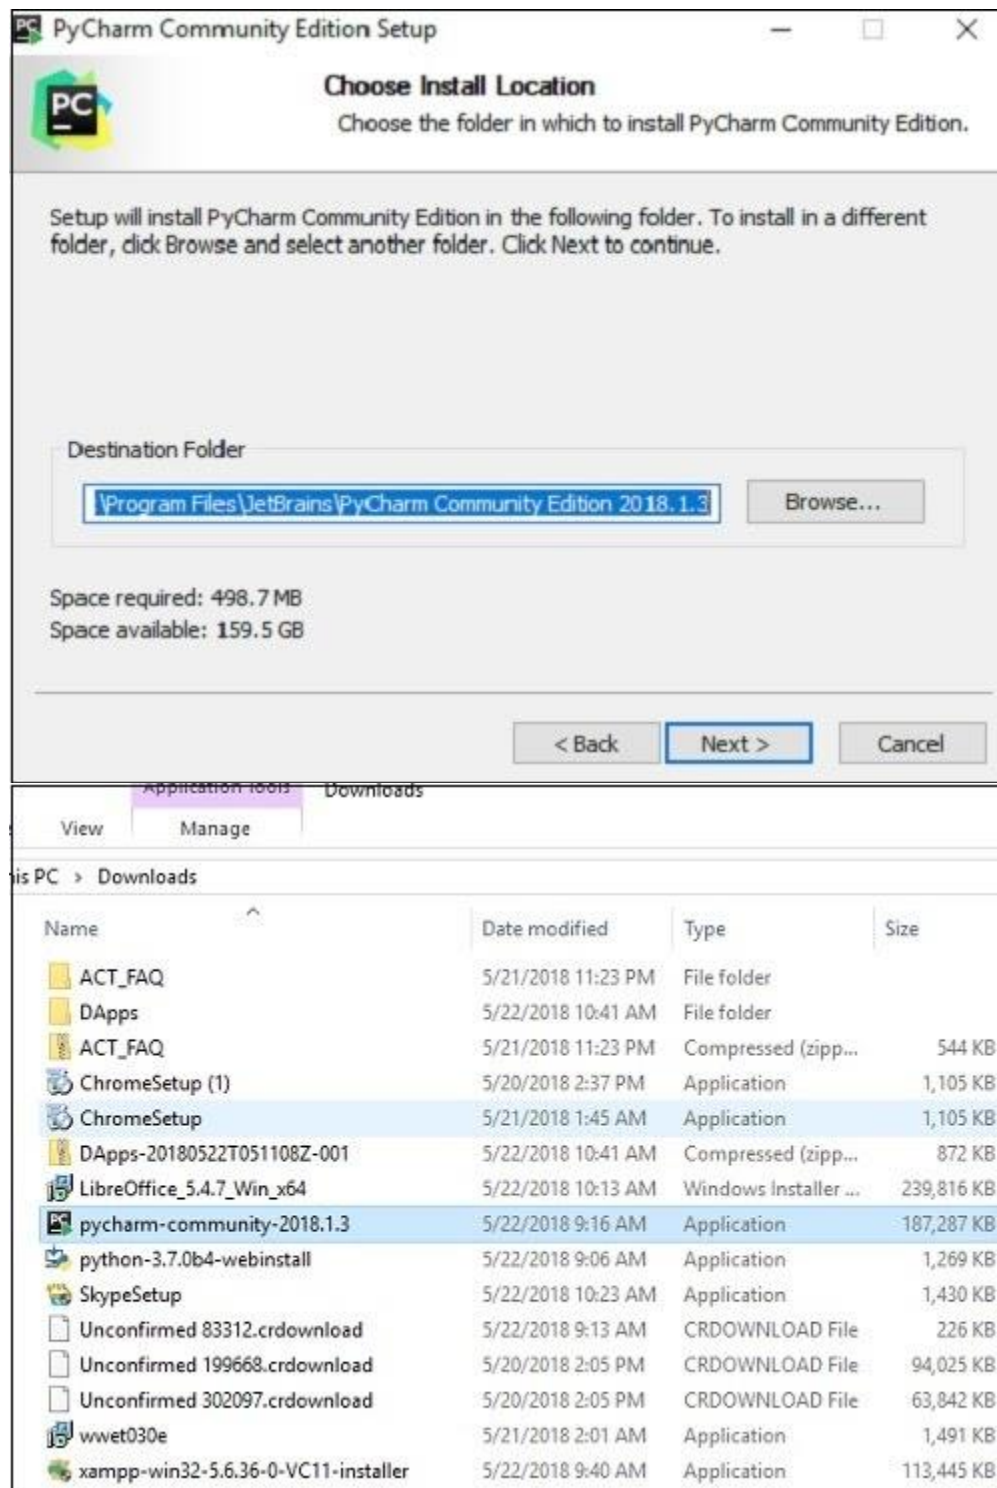 PyCharm Community Edition Setup
PC
Choose Install Location
Choose the folder in which to install PyCharm Community Edition.
Setup will install PyCharm Community Edition in the following folder. To install in a different
folder, click Browse and select another folder. Click Next to continue.
Destination Folder
\Program Files\JetBrains\PyCharm Community Edition 2018.1.3 Browse...
Space required: 498.7 MB
Space available: 159.5 GB
< Back Next > Cancel
Application Tools Downloads
View Manage
his PC > Downloads
Name Date modified Type Size
ACT_FAQ 5/21/2018 11:23 PM File folder
DApps 5/22/2018 10:41 AM File folder
ACT_FAQ 5/21/2018 11:23 PM Compressed (zipp... 544 KB
ChromeSetup (1) 5/20/2018 2:37 PM Application 1,105 KB
ChromeSetup 5/21/2018 1:45 AM Application 1,105 KB
DApps-20180522T051108Z-001 5/22/2018 10:41 AM Compressed (zipp... 872 KB
LibreOffice_5.4.7_Win_x64 5/22/2018 10:13 AM Windows Installer ... 239,816 KB
pycharm-community-2018.1.3 5/22/2018 9:16 AM Application 187,287 KB
python-3.7.0b4-webinstall 5/22/2018 9:06 AM Application 1,269 KB
SkypeSetup 5/22/2018 10:23 AM Application 1,430 KB
Unconfirmed 83312.crdownload 5/22/2018 9:13 AM CRDOWNLOAD File 226 KB
Unconfirmed 199668.crdownload 5/20/2018 2:05 PM CRDOWNLOAD File 94,025 KB
Unconfirmed 302097.crdownload 5/20/2018 2:05 PM CRDOWNLOAD File 63,842 KB
wwet030e 5/21/2018 2:01 AM Application 1,491 KB
xampp-win32-5.6.36-0-VC11-installer 5/22/2018 9:40 AM Application 113,445 KB